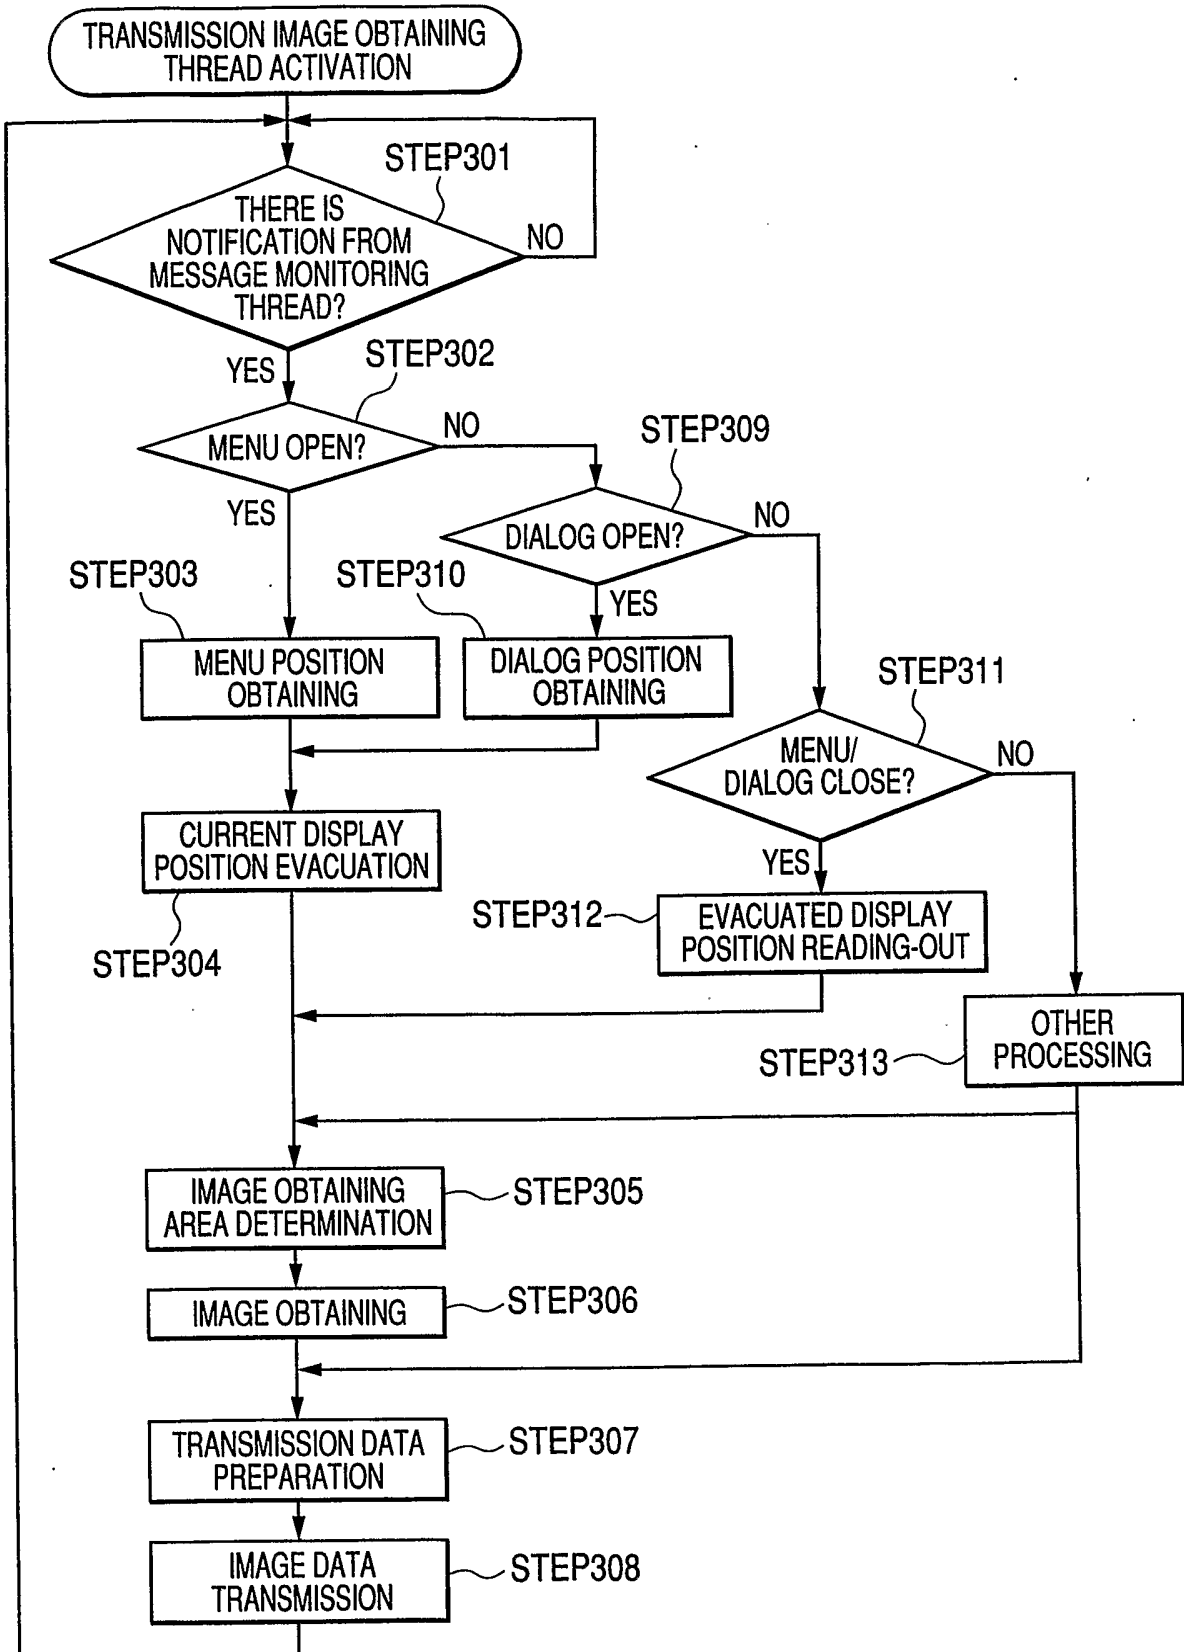 TRANSMISSION IMAGE OBTAINING
THREAD ACTIVATION
STEP301
THERE IS
NOTIFICATION FROM
MESSAGE MONITORING
THREAD?
NO
YES
STEP302
MENU OPEN?
NO
YES
STEP309
DIALOG OPEN?
NO
YES
STEP303
MENU POSITION
OBTAINING
STEP310
DIALOG POSITION
OBTAINING
STEP311
MENU/
DIALOG CLOSE?
NO
YES
CURRENT DISPLAY
POSITION EVACUATION
STEP304
STEP312
EVACUATED DISPLAY
POSITION READING-OUT
OTHER
PROCESSING
STEP313
IMAGE OBTAINING
AREA DETERMINATION
STEP305
IMAGE OBTAINING
STEP306
TRANSMISSION DATA
PREPARATION
STEP307
IMAGE DATA
TRANSMISSION
STEP308